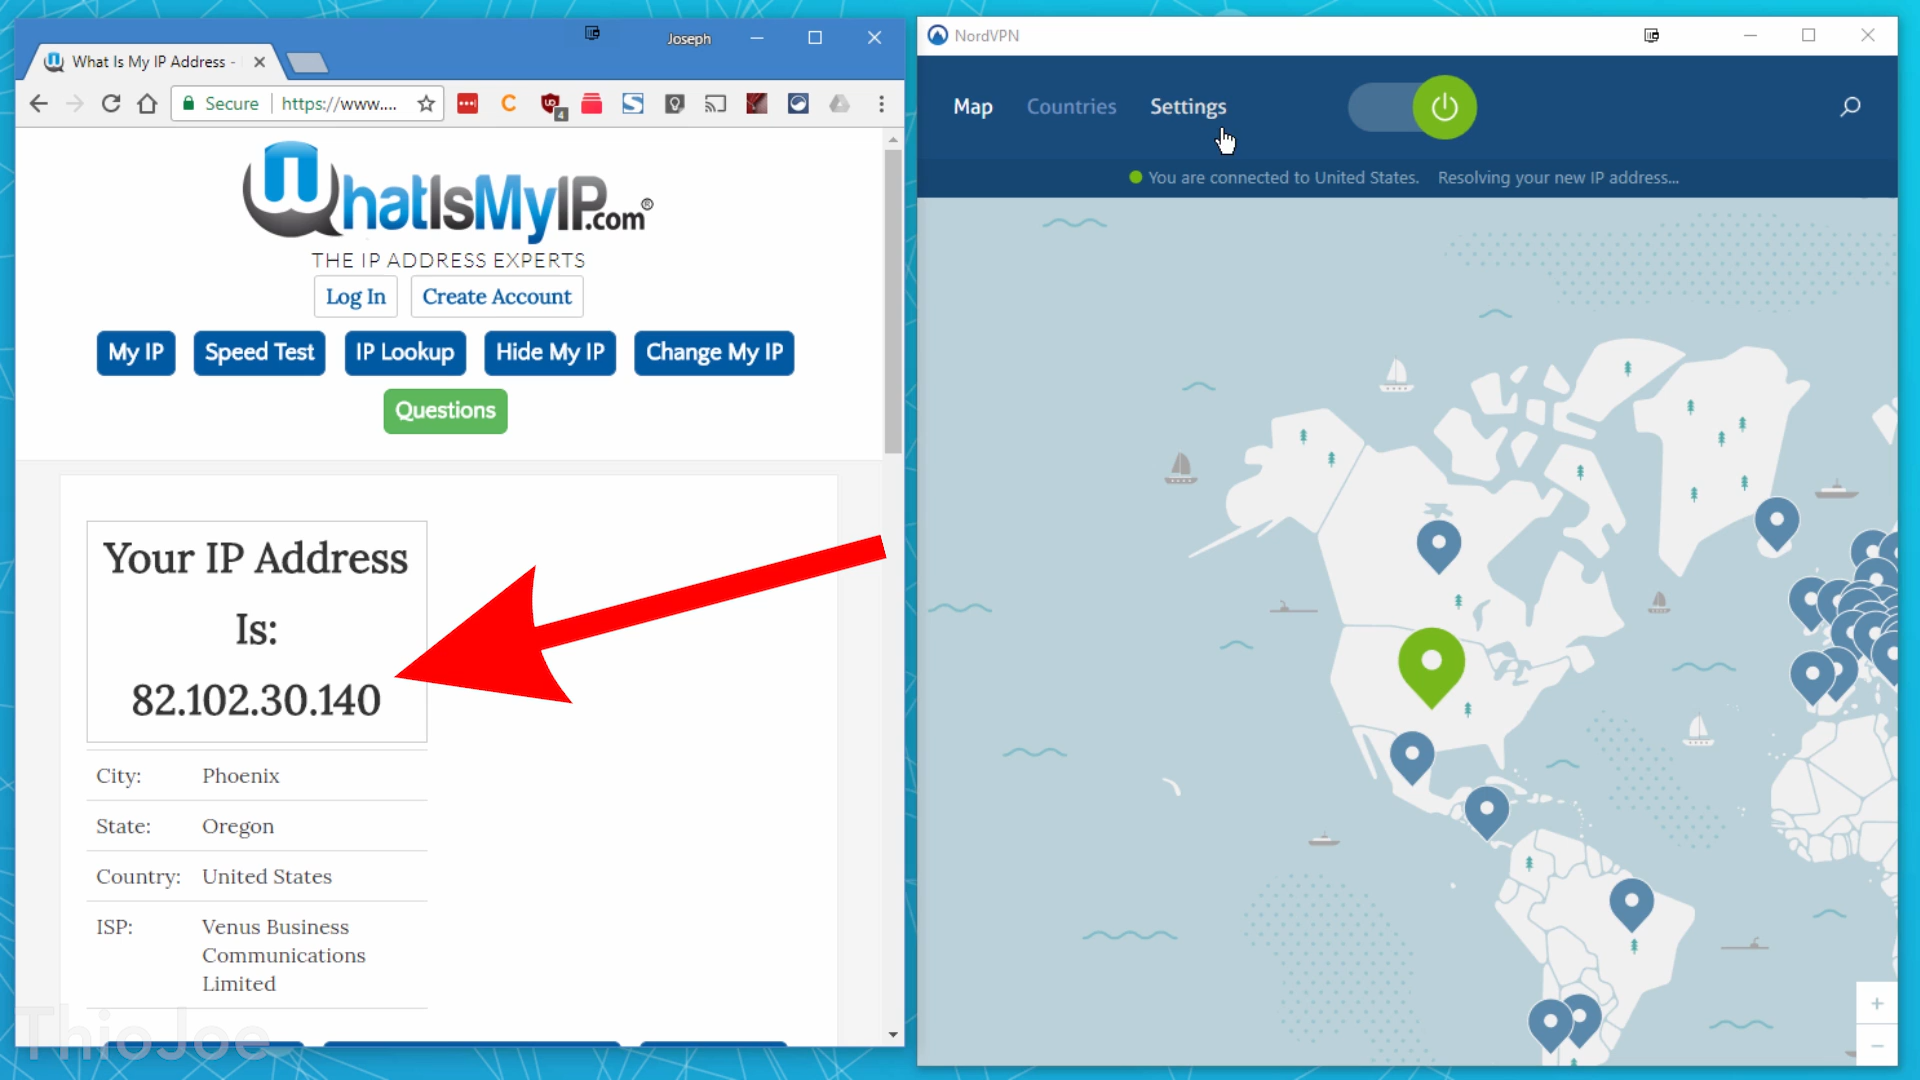 Joseph
What Is My IP Address -
Secure
https://www....
4
WhatIsMyIP.com®
THE IP ADDRESS EXPERTS
Log In
Create Account
My IP
Speed Test
IP Lookup
Hide My IP
Change My IP
Questions
Your IP Address
Is:
82.102.30.140
City: Phoenix
State: Oregon
Country: United States
ISP: Venus Business
Communications
Limited
ThioJoe
NordVPN
Map
Countries
Settings
You are connected to United States. Resolving your new IP address...